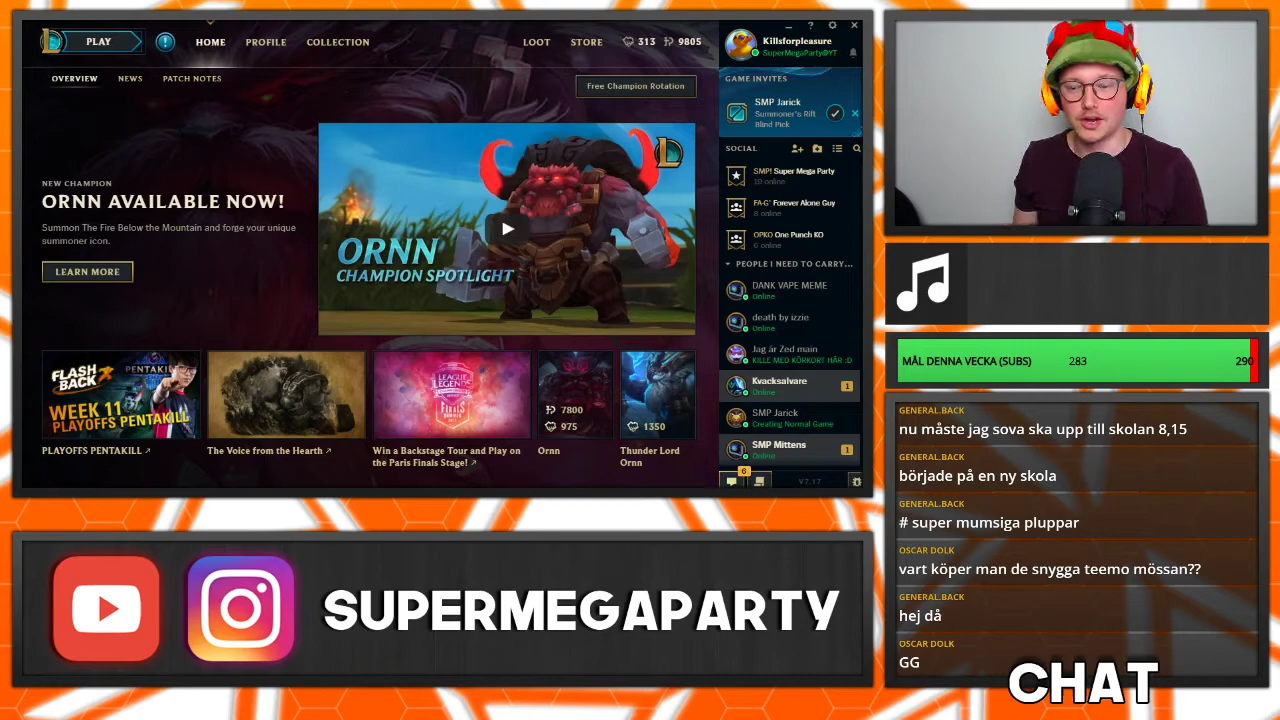 PLAY
HOME
PROFILE
COLLECTION
LOOT
STORE
313
9805
OVERVIEW
NEWS
PATCH NOTES
Free Champion Rotation
NEW CHAMPION
ORNN AVAILABLE NOW!
Summon The Fire Below the Mountain and forge your unique
summoner icon.
LEARN MORE
ORNN
CHAMPION SPOTLIGHT
FLASH
BACK
WEEK 11
PLAYOFFS PENTAKILL
PLAYOFFS PENTAKILL
The Voice from the Hearth
LEAGUE
LEGENDS
FINALS
Win a Backstage Tour and Play on
the Paris Finals Stage!
7800
975
Ornn
1350
Thunder Lord
Ornn
Killsforpleasure
SuperMegaParty@YT
GAME INVITES
SMP Jarick
Summoner's Rift
Blind Pick
SOCIAL
SMP! Super Mega Party
10 online
FA-G' Forever Alone Guy
8 online
OPKO One Punch KO
6 online
PEOPLE I NEED TO CARRY...
DANK VAPE MEME
Online
death by izzie
Online
Jag är Zed main
KILLE MED KÖRKORT HÄR :D
Kvacksalvare
Online
1
SMP Jarick
Creating Normal Game
SMP Mittens
Online
1
6
V7.17
MÅL DENNA VECKA (SUBS)
283
290
GENERAL.BACK
nu måste jag sova ska upp till skolan 8,15
GENERAL.BACK
började på en ny skola
GENERAL.BACK
# super mumsiga pluppar
OSCAR DOLK
vart köper man de snygga teemo mössan??
GENERAL.BACK
hej då
OSCAR DOLK
GG
CHAT
SUPERMEGAPARTY